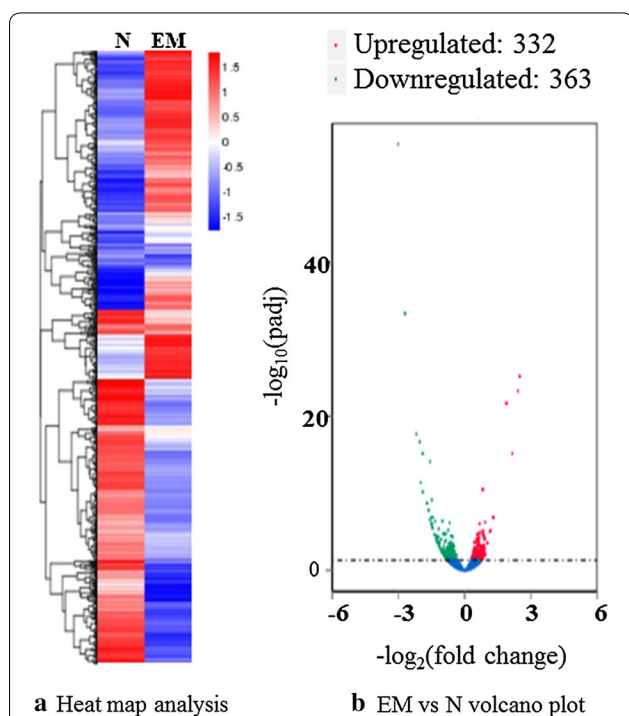 N EM
1.5
1
0.5
0
-0.5
-1
-1.5
a Heat map analysis
Upregulated: 332
Downregulated: 363
-log10(padj)
40
20
0
-6 -3 0 3 6
-log2(fold change)
b EM vs N volcano plot